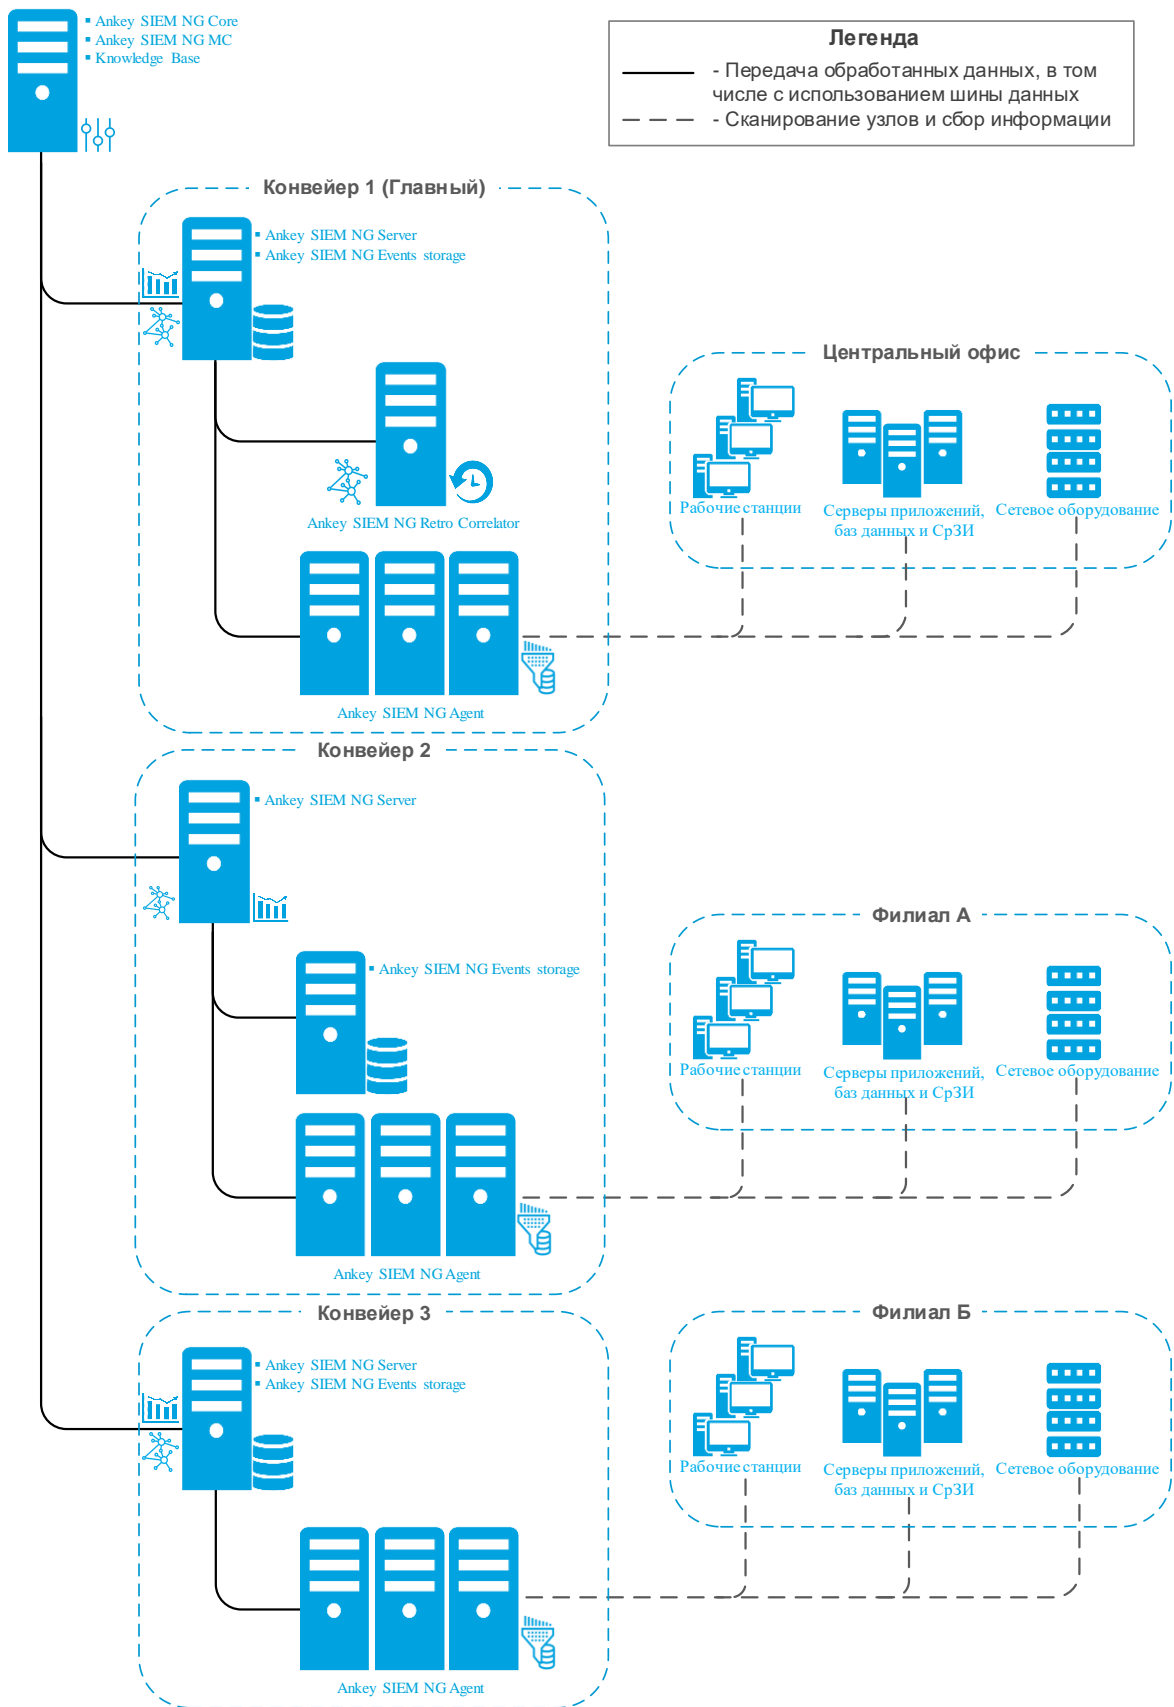 ▪ Ankey SIEM NG Core
▪ Ankey SIEM NG MC
▪ Knowledge Base
Легенда
- Передача обработанных данных, в том
числе с использованием шины данных
- Сканирование узлов и сбор информации
Конвейер 1 (Главный)
▪ Ankey SIEM NG Server
▪ Ankey SIEM NG Events storage
Ankey SIEM NG Retro Correlator
Ankey SIEM NG Agent
Центральный офис
Рабочие станции
Серверы приложений,
баз данных и СрЗИ
Сетевое оборудование
Конвейер 2
▪ Ankey SIEM NG Server
▪ Ankey SIEM NG Events storage
Ankey SIEM NG Agent
Филиал А
Рабочие станции
Серверы приложений,
баз данных и СрЗИ
Сетевое оборудование
Конвейер 3
▪ Ankey SIEM NG Server
▪ Ankey SIEM NG Events storage
Ankey SIEM NG Agent
Филиал Б
Рабочие станции
Серверы приложений,
баз данных и СрЗИ
Сетевое оборудование